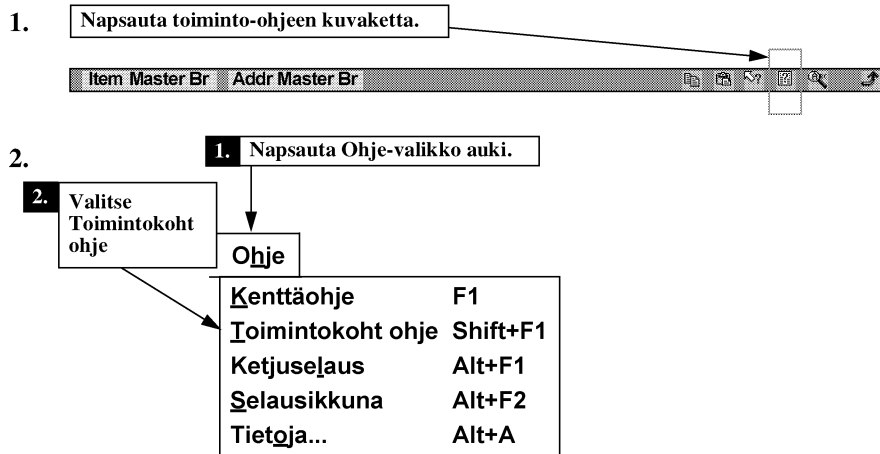 1.
Napsauta toiminto-ohjeen kuvaketta.
Item Master Br Addr Master Br
2.
1. Napsauta Ohje-valikko auki.
2. Valitse
Toimintokoht
ohje
Ohje
Kenttäohje F1
Toimintokoht ohje Shift+F1
Ketjuselaus Alt+F1
Selausikkuna Alt+F2
Tietoja... Alt+A